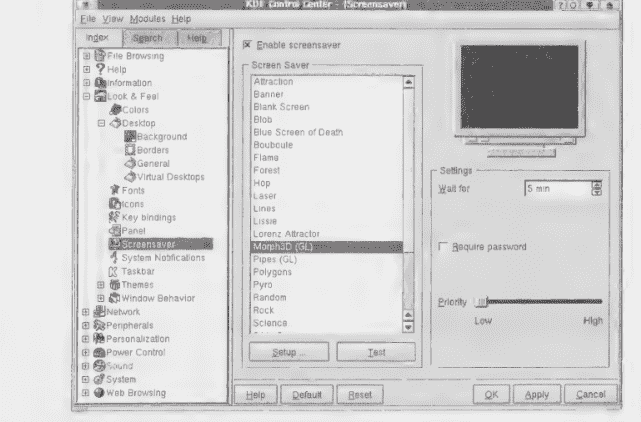 KDE Control Center - [Screensaver]
File View Modules Help
Index Search Help
File Browsing
Help
Information
Look & Feel
Colors
Desktop
Background
Borders
General
Virtual Desktops
Fonts
Icons
Key bindings
Panel
Screensaver
System Notifications
Taskbar
Themes
Window Behavior
Network
Peripherals
Personalization
Power Control
Sound
System
Web Browsing
Enable screensaver
Screen Saver
Attraction
Banner
Blank Screen
Blob
Blue Screen of Death
Bouboule
Flame
Forest
Hop
Laser
Lines
Lissie
Lorenz Attractor
Morph3D (GL)
Pipes (GL)
Polygons
Pyro
Random
Rock
Science
Setup ... Test
Settings
Wait for 5 min
Require password
Priority
Low High
Help Default Reset OK Apply Cancel